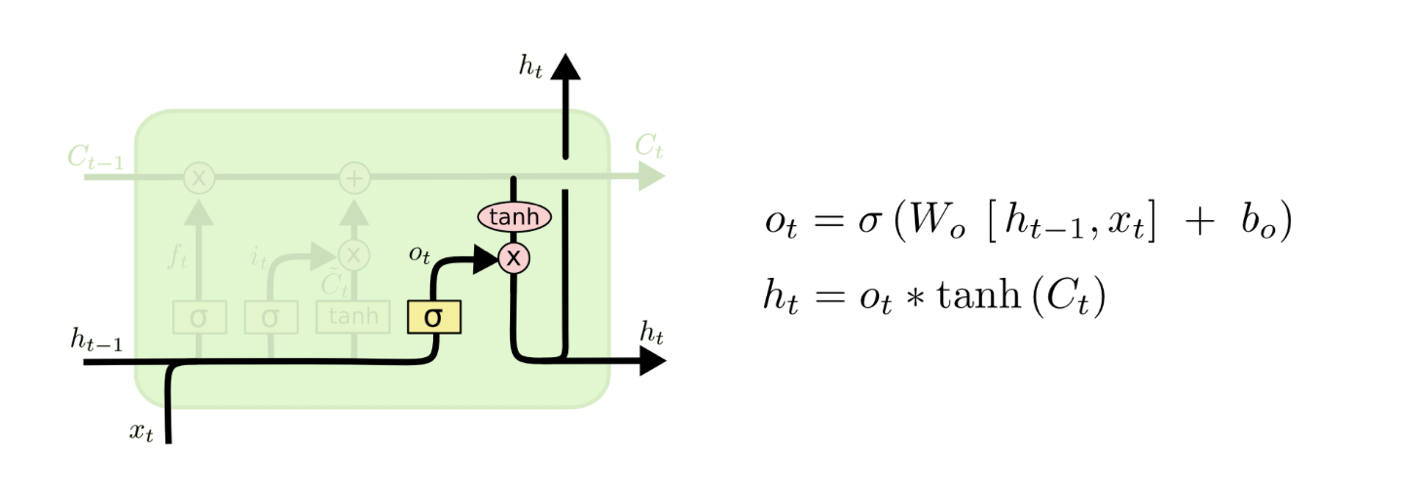 h_t
C_{t-1}
C_t
x
+
tanh
f_t
i_t
x
o_t
x
C̃_t
σ
σ
tanh
σ
h_{t-1}
h_t
x_t
o_t = σ (W_o [h_{t-1}, x_t] + b_o)
h_t = o_t * tanh (C_t)